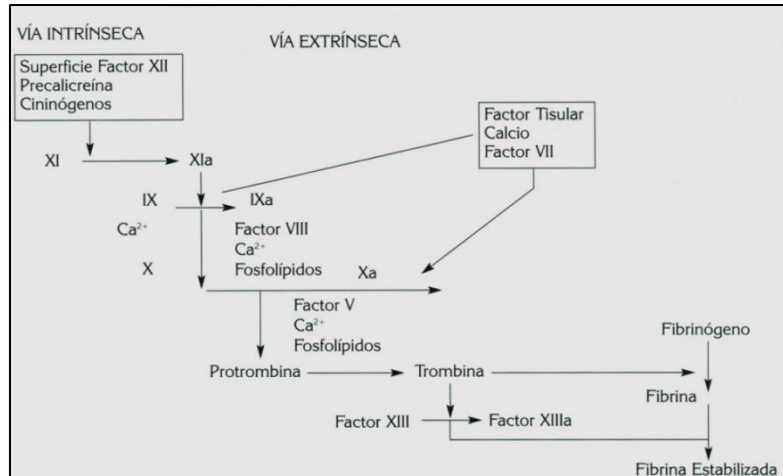 VÍA INTRÍNSECA
VÍA EXTRÍNSECA
Superficie Factor XII
Precalicreína
Cininógenos
Factor Tisular
Calcio
Factor VII
XI
XIa
IX
IXa
Ca²⁺
Factor VIII
Ca²⁺
Fosfolípidos
X
Xa
Factor V
Ca²⁺
Fosfolípidos
Fibrinógeno
Protrombina
Trombina
Fibrina
Factor XIII
Factor XIIIa
Fibrina Estabilizada